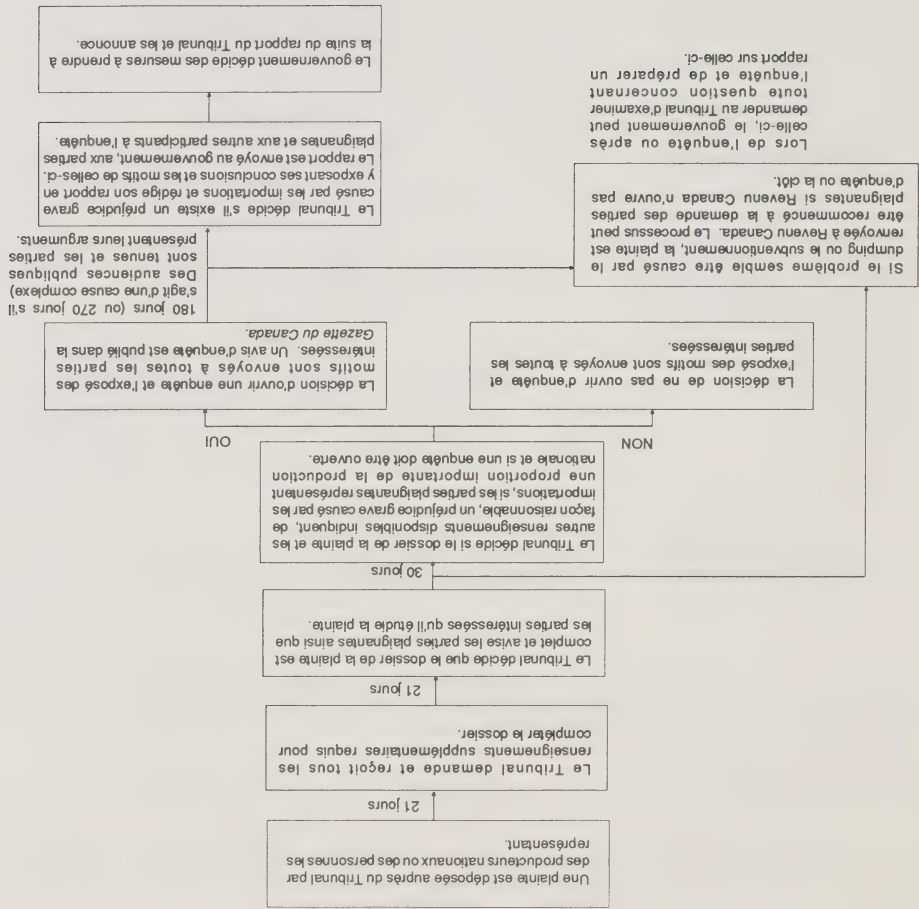 Une plainte est déposée auprès du Tribunal par
des producteurs nationaux ou des personnes les
représentant.
21 jours
Le Tribunal demande et reçoit tous les
renseignements supplémentaires requis pour
compléter le dossier.
21 jours
Le Tribunal décide que le dossier de la plainte est
complet et avise les parties plaignantes ainsi que
les parties intéressées qu'il étudie la plainte.
30 jours
Le Tribunal décide si le dossier de la plainte et les
autres renseignements disponibles indiquent, de
façon raisonnable, un préjudice grave causé par les
importations, si les parties plaignantes représentent
une proportion importante de la production
nationale et si une enquête doit être ouverte.
NON
OUI
La décision de ne pas ouvrir d'enquête et
l'exposé des motifs sont envoyés à toutes les
parties intéressées.
La décision d'ouvrir une enquête et l'exposé des
motifs sont envoyés à toutes les parties
intéressées. Un avis d'enquête est publié dans la
Gazette du Canada.
180 jours (ou 270 jours s'il
s'agit d'une cause complexe)
Des audiences publiques
sont tenues et les parties
présentent leurs arguments.
Si le problème semble être causé par le
dumping ou le subventionnement, la plainte est
renvoyée à Revenu Canada. Le processus peut
être recommencé à la demande des parties
plaignantes si Revenu Canada n'ouvre pas
d'enquête ou la clôt.
Le Tribunal décide s'il existe un préjudice grave
causé par les importations et rédige son rapport en
y exposant ses conclusions et les motifs de celles-ci.
Le rapport est envoyé au gouvernement, aux parties
plaignantes et aux autres participants à l'enquête.
Lors de l'enquête ou après
celle-ci, le gouvernement peut
demander au Tribunal d'examiner
toute question concernant
l'enquête et de préparer un
rapport sur celle-ci.
Le gouvernement décide des mesures à prendre à
la suite du rapport du Tribunal et les annonce.